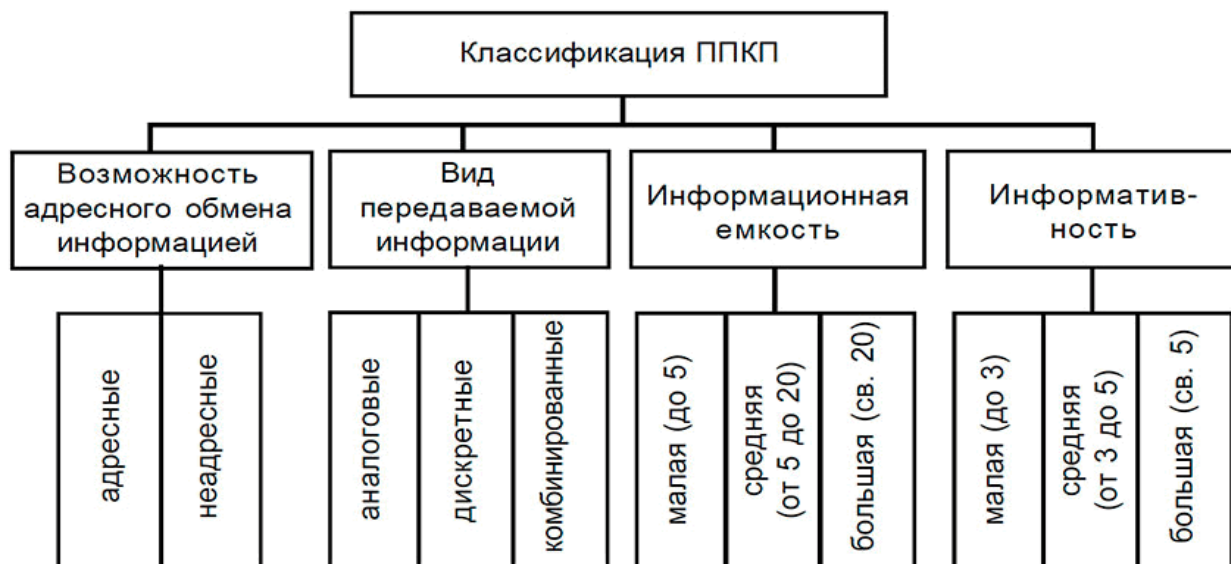 Классификация ППКП
Возможность
адресного обмена
информацией
Вид
передаваемой
информации
Информационная
емкость
Информатив-
ность
адресные
неадресные
аналоговые
дискретные
комбинированные
малая (до 5)
средняя
(от 5 до 20)
большая (св. 20)
малая (до 3)
средняя
(от 3 до 5)
большая (св. 5)